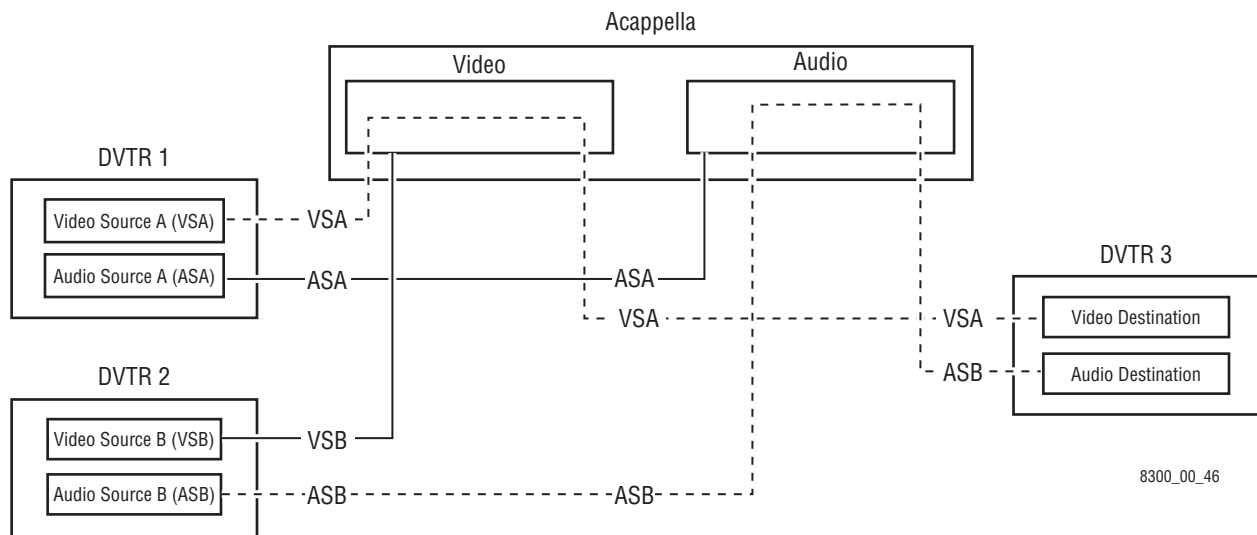 Acappella
Video
Audio
DVTR 1
Video Source A (VSA)
VSA
Audio Source A (ASA)
ASA
ASA
DVTR 3
VSA
VSA
Video Destination
DVTR 2
ASB
Audio Destination
Video Source B (VSB)
VSB
Audio Source B (ASB)
ASB
ASB
8300_00_46